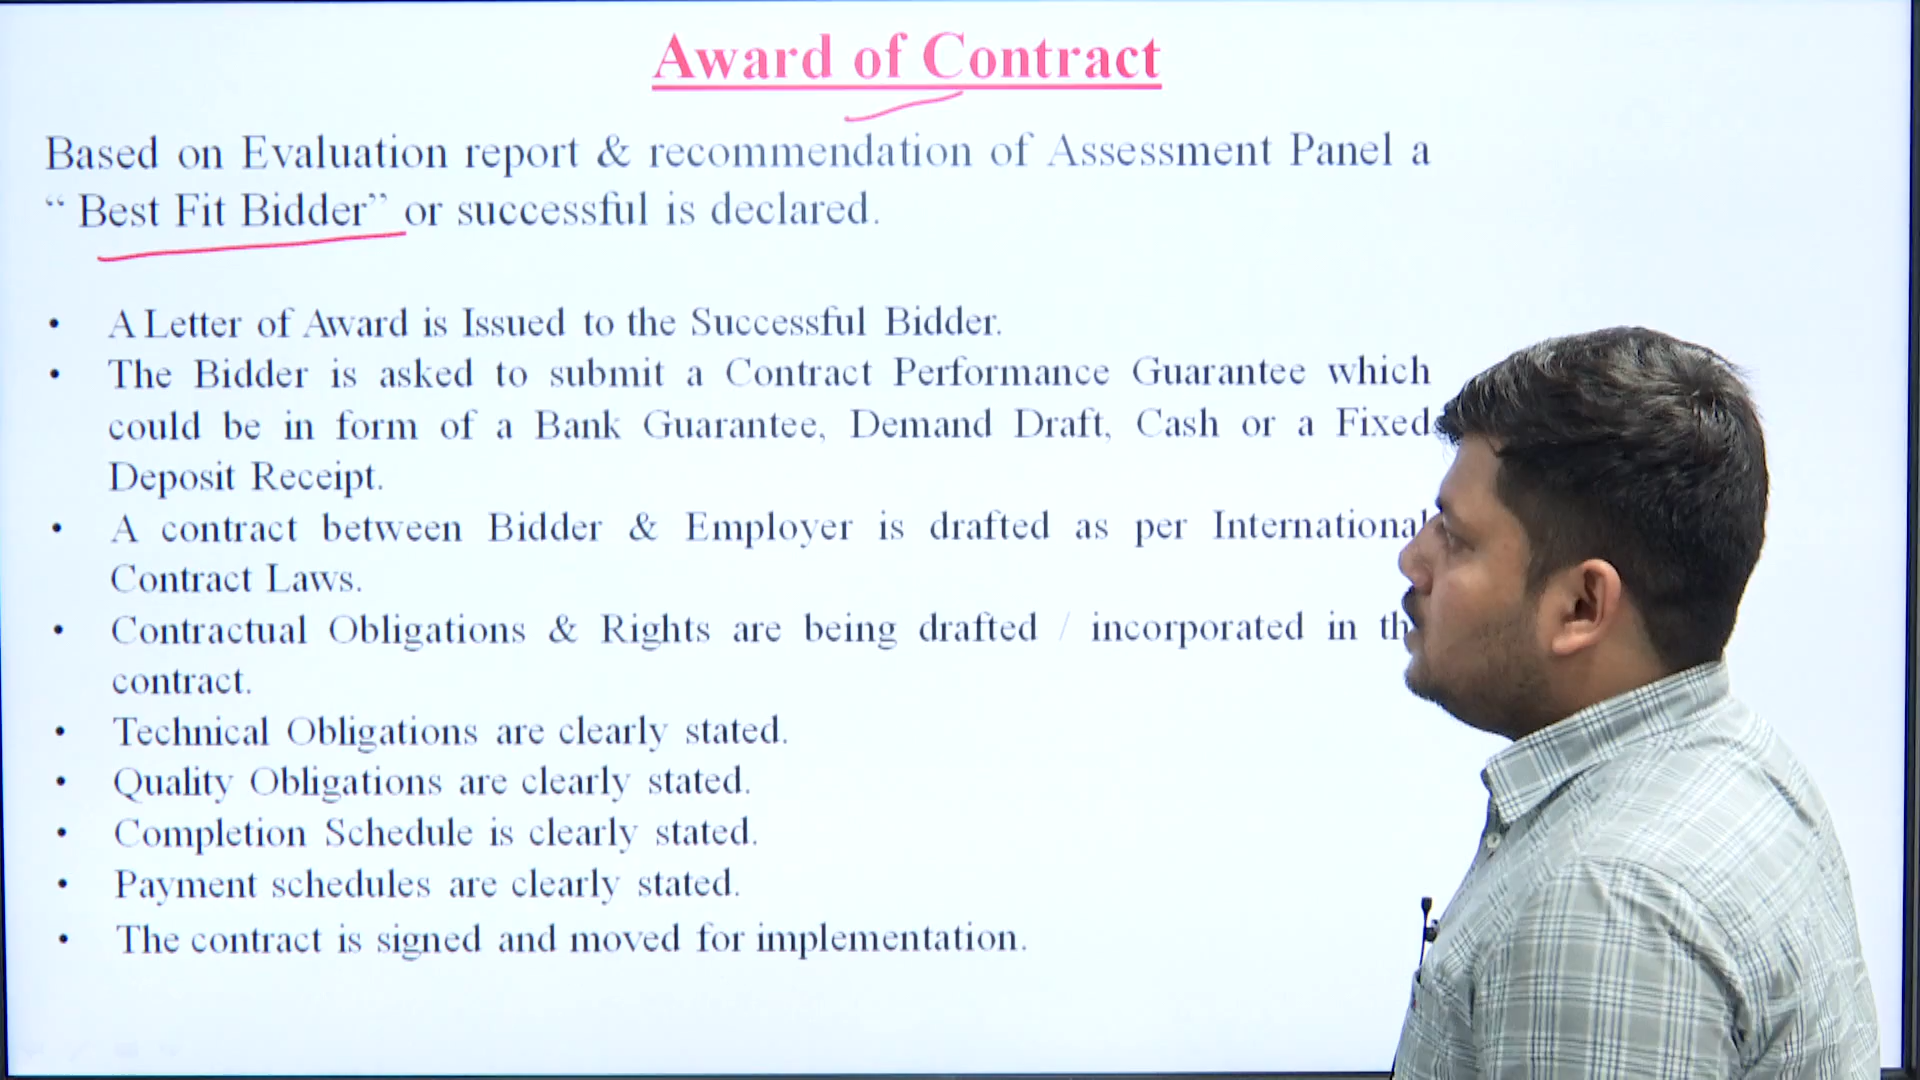 Award of Contract
Based on Evaluation report & recommendation of Assessment Panel a
“ Best Fit Bidder” or successful is declared.
• A Letter of Award is Issued to the Successful Bidder.
• The Bidder is asked to submit a Contract Performance Guarantee which
could be in form of a Bank Guarantee, Demand Draft, Cash or a Fixed
Deposit Receipt.
• A contract between Bidder & Employer is drafted as per International
Contract Laws.
• Contractual Obligations & Rights are being drafted / incorporated in
contract.
• Technical Obligations are clearly stated.
• Quality Obligations are clearly stated.
• Completion Schedule is clearly stated.
• Payment schedules are clearly stated.
• The contract is signed and moved for implementation.